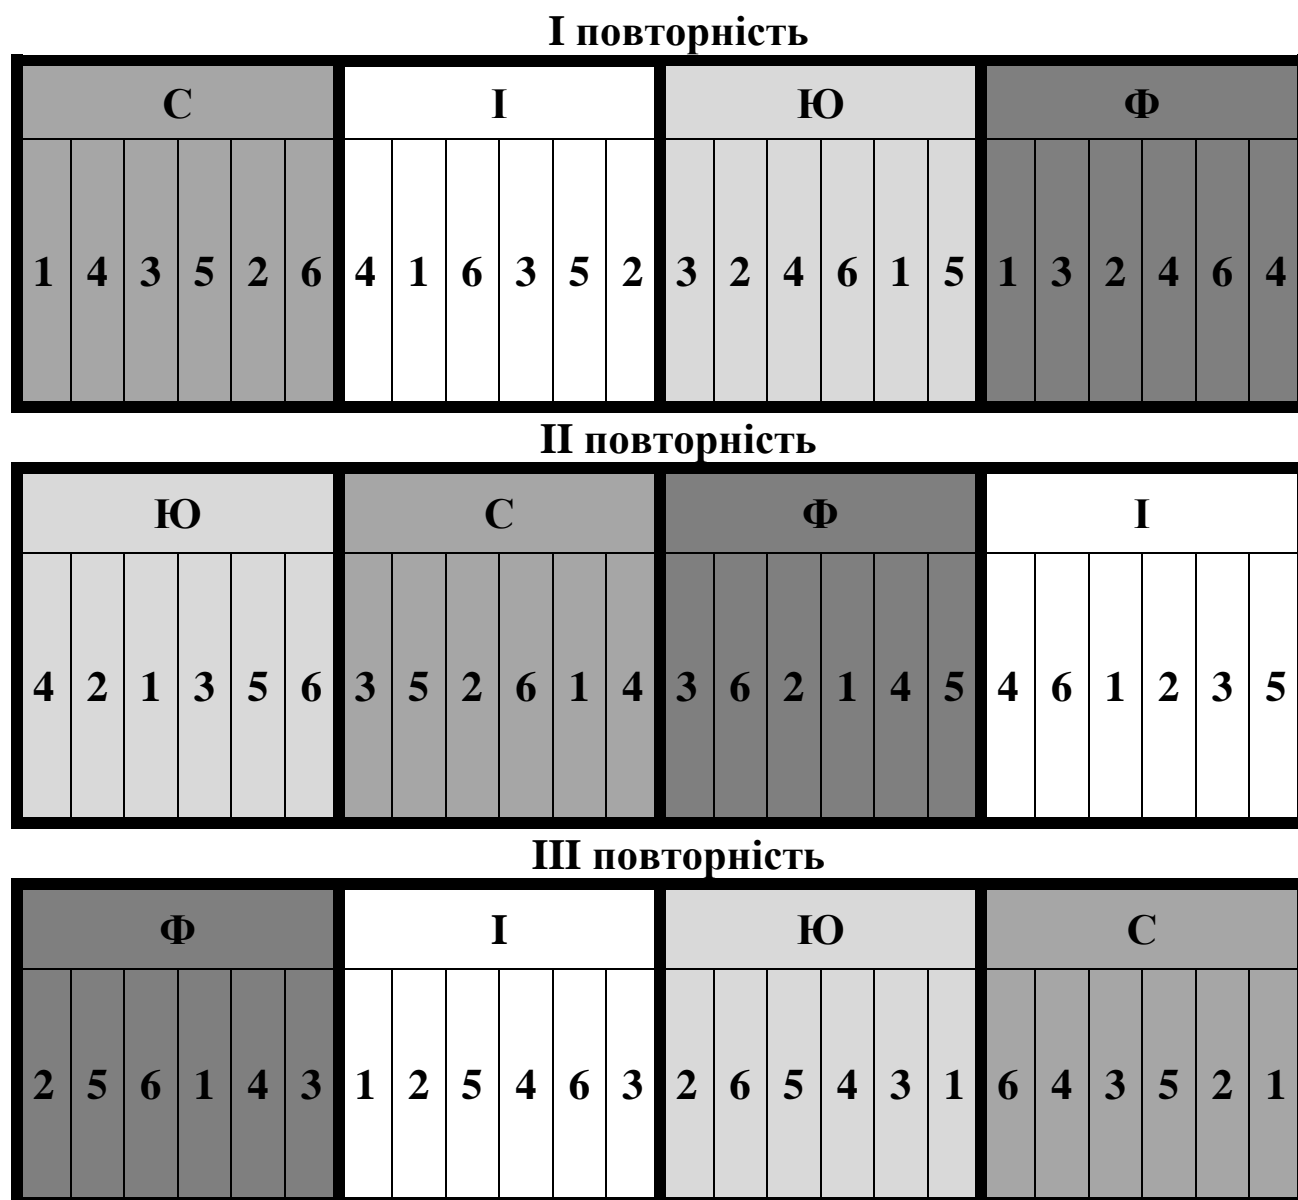 І повторність
С І Ю Ф
1 4 3 5 2 6 4 1 6 3 5 2 3 2 4 6 1 5 1 3 2 4 6 4
ІІ повторність
Ю С Ф І
4 2 1 3 5 6 3 5 2 6 1 4 3 6 2 1 4 5 4 6 1 2 3 5
ІІІ повторність
Ф І Ю С
2 5 6 1 4 3 1 2 5 4 6 3 2 6 5 4 3 1 6 4 3 5 2 1